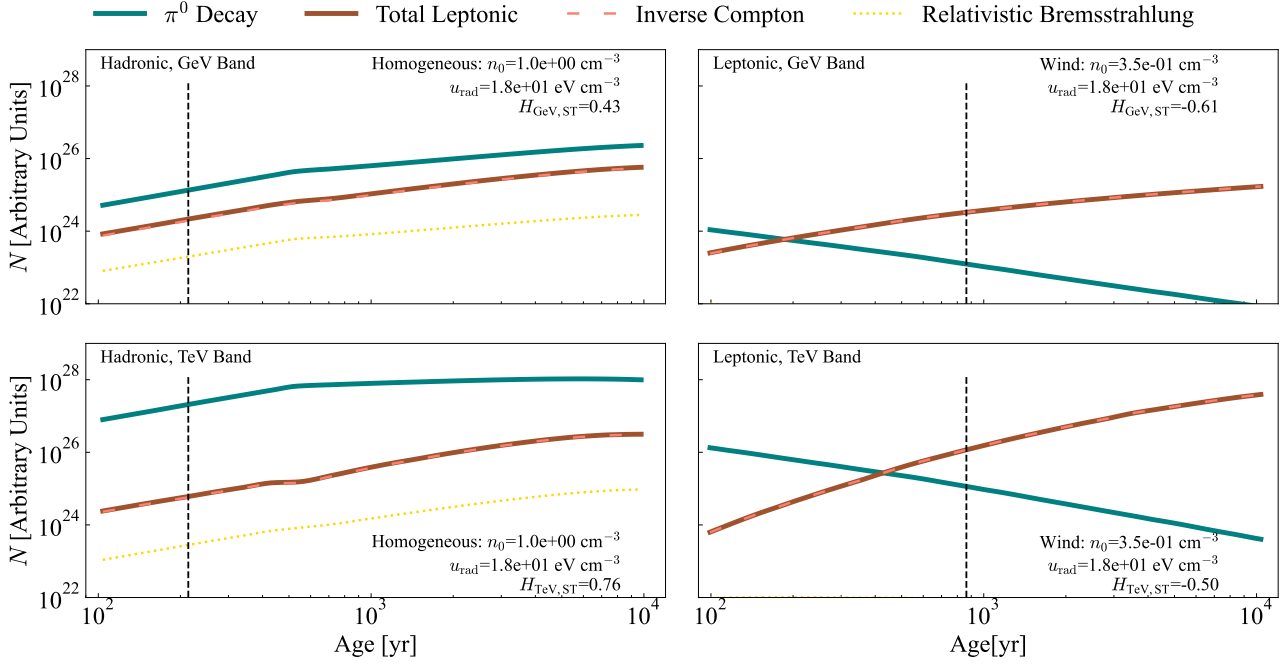 π⁰ Decay Total Leptonic Inverse Compton Relativistic Bremsstrahlung
Hadronic, GeV Band
Homogeneous: n₀=1.0e+00 cm⁻³
u_rad=1.8e+01 eV cm⁻³
H_GeV, ST=0.43
N [Arbitrary Units]
10²⁸
10²⁶
10²⁴
10²²
Leptonic, GeV Band
Wind: n₀=3.5e-01 cm⁻³
u_rad=1.8e+01 eV cm⁻³
H_GeV, ST=-0.61
Hadronic, TeV Band
Homogeneous: n₀=1.0e+00 cm⁻³
u_rad=1.8e+01 eV cm⁻³
H_TeV, ST=0.76
N [Arbitrary Units]
10²⁸
10²⁶
10²⁴
10²²
10² 10³ 10⁴
Age [yr]
Leptonic, TeV Band
Wind: n₀=3.5e-01 cm⁻³
u_rad=1.8e+01 eV cm⁻³
H_TeV, ST=-0.50
10² 10³ 10⁴
Age[yr]